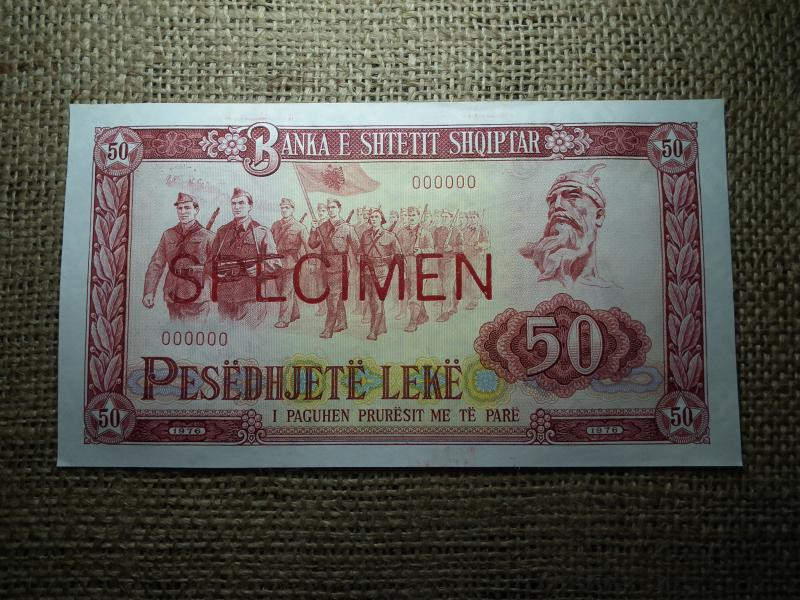 50 BANKA E SHTETIT SHQIPTAR 50
000000
SPECIMEN
000000
50
PESËDHJETË LEKË
I PAGUHEN PRURËSIT ME TË PARË
50 50
1976 1976